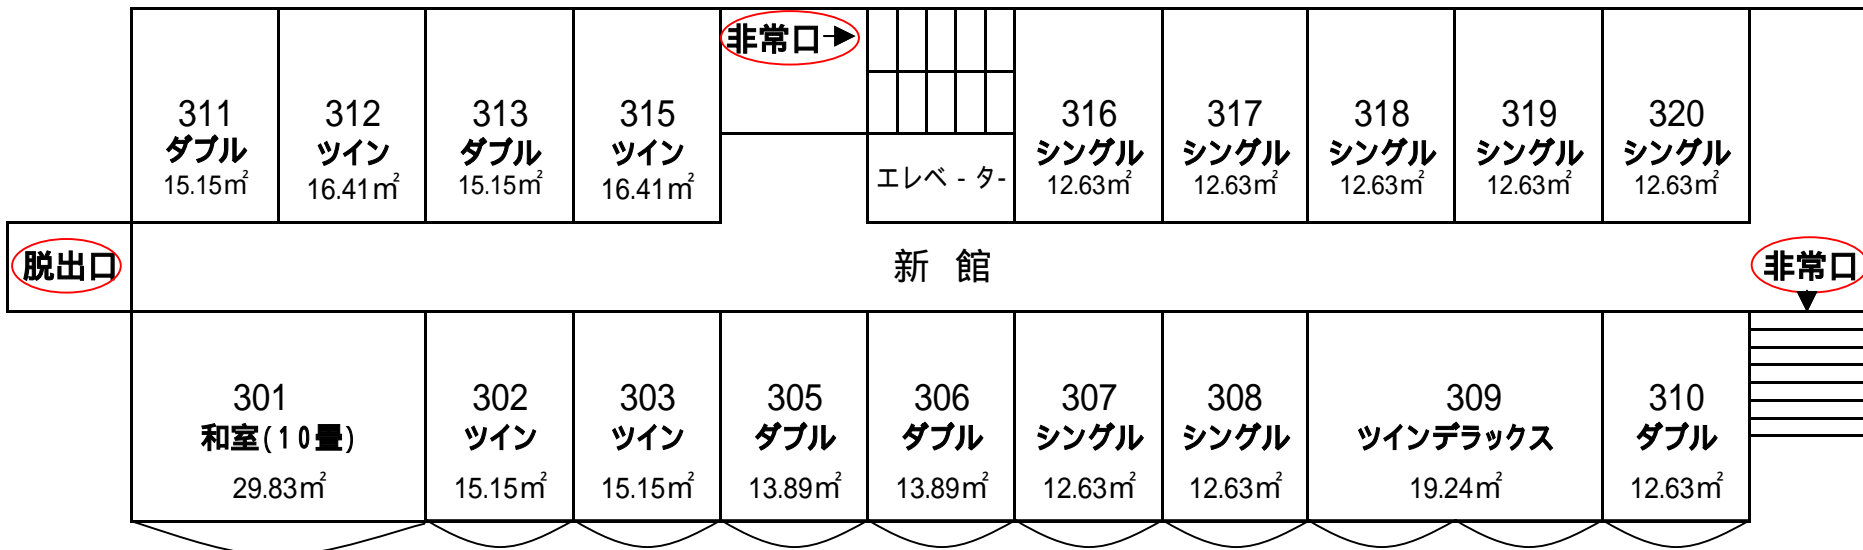 非常口→
311
ダブル
15.15㎡
312
ツイン
16.41㎡
313
ダブル
15.15㎡
315
ツイン
16.41㎡
エレベ-タ-
316
シングル
12.63㎡
317
シングル
12.63㎡
318
シングル
12.63㎡
319
シングル
12.63㎡
320
シングル
12.63㎡
脱出口
新館
非常口
301
和室(10畳)
29.83㎡
302
ツイン
15.15㎡
303
ツイン
15.15㎡
305
ダブル
13.89㎡
306
ダブル
13.89㎡
307
シングル
12.63㎡
308
シングル
12.63㎡
309
ツインデラックス
19.24㎡
310
ダブル
12.63㎡